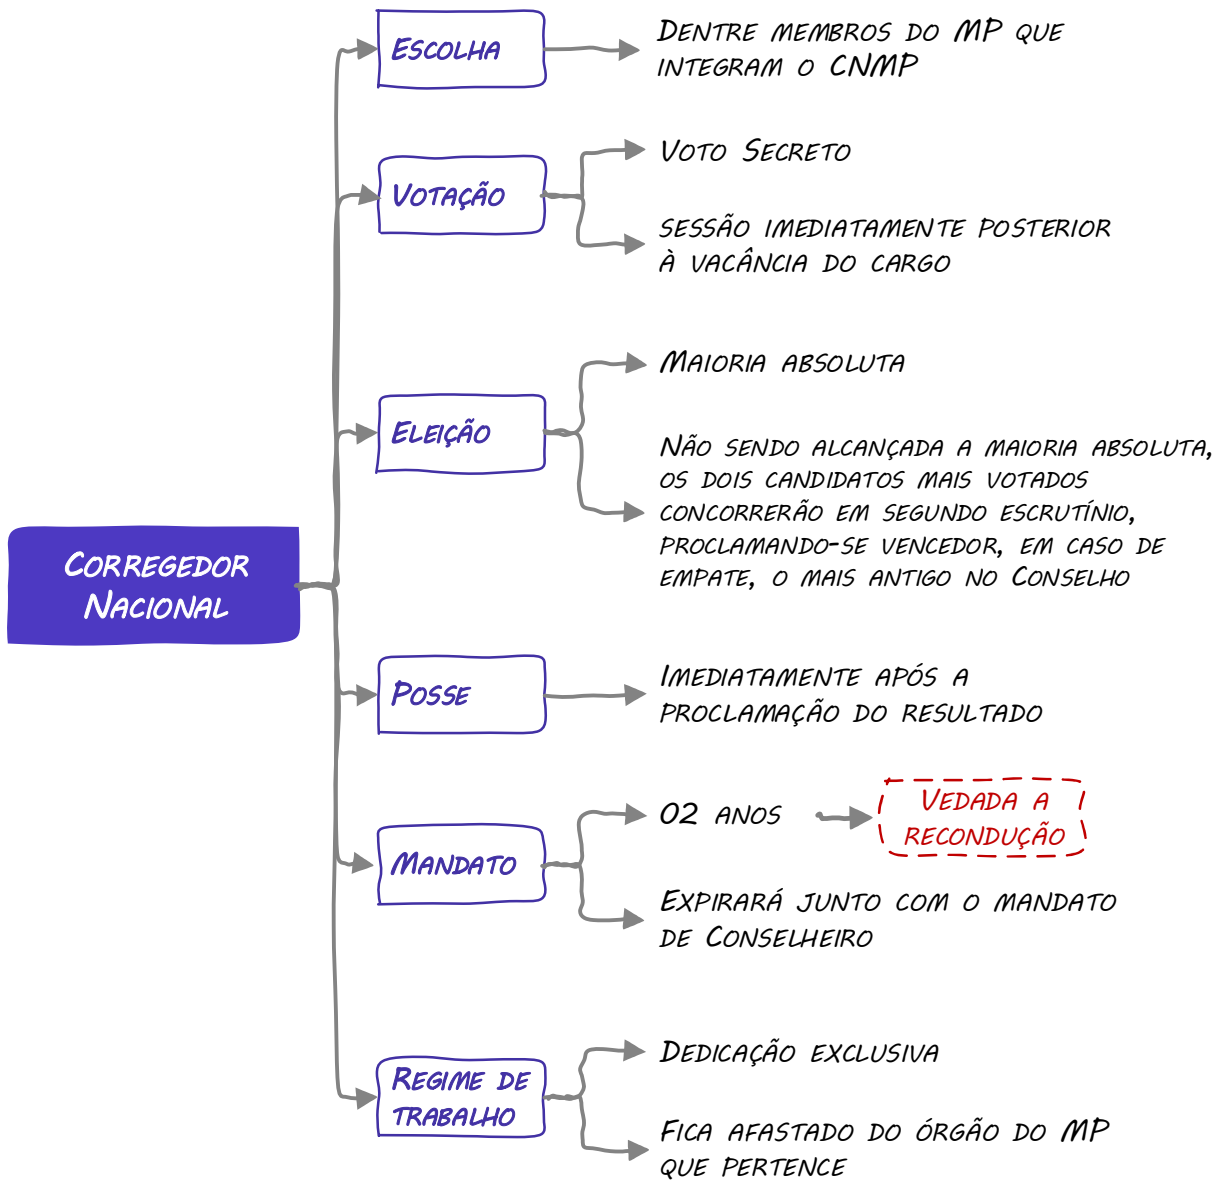 Corregedor
Nacional
Escolha
Dentre membros do MP que
integram o CNMP
Votação
Voto Secreto
sessão imediatamente posterior
à vacância do cargo
Eleição
Maioria absoluta
Não sendo alcançada a maioria absoluta,
os dois candidatos mais votados
concorrerão em segundo escrutínio,
proclamando-se vencedor, em caso de
empate, o mais antigo no Conselho
Posse
Imediatamente após a
proclamação do resultado
Mandato
02 anos
Vedada a
recondução
Expirará junto com o mandato
de Conselheiro
Regime de
trabalho
Dedicação exclusiva
Fica afastado do órgão do MP
que pertence